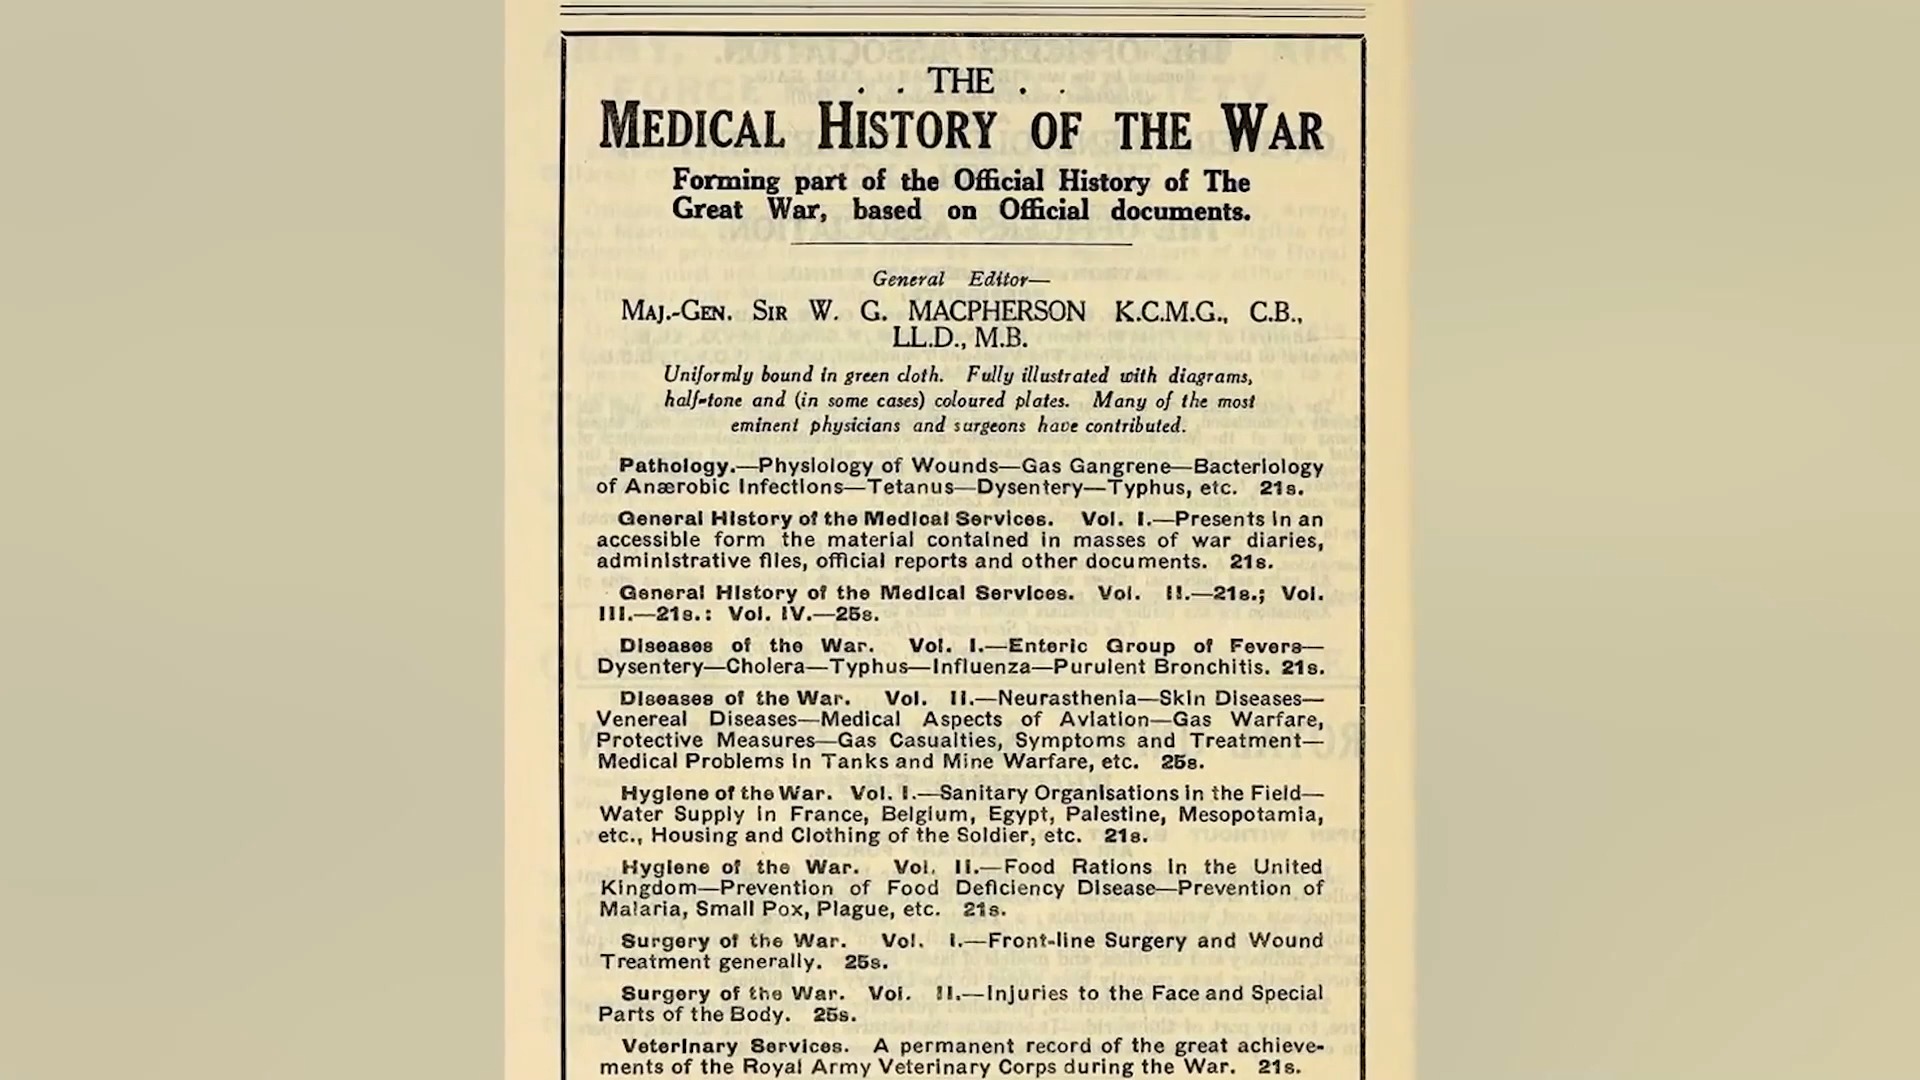 . . THE . .
MEDICAL HISTORY OF THE WAR
Forming part of the Official History of The
Great War, based on Official documents.
General Editor—
MAJ.-GEN. SIR W. G. MACPHERSON K.C.M.G., C.B.,
LL.D., M.B.
Uniformly bound in green cloth. Fully illustrated with diagrams,
half-tone and (in some cases) coloured plates. Many of the most
eminent physicians and surgeons have contributed.
Pathology.—Physiology of Wounds—Gas Gangrene—Bacteriology
of Anærobic Infections—Tetanus—Dysentery—Typhus, etc. 21s.
General History of the Medical Services. Vol. I.—Presents in an
accessible form the material contained in masses of war diaries,
administrative files, official reports and other documents. 21s.
General History of the Medical Services. Vol. II.—21s.; Vol.
III.—21s.: Vol. IV.—25s.
Diseases of the War. Vol. I.—Enteric Group of Fevers—
Dysentery—Cholera—Typhus—Influenza—Purulent Bronchitis. 21s.
Diseases of the War. Vol. II.—Neurasthenia—Skin Diseases—
Venereal Diseases—Medical Aspects of Aviation—Gas Warfare,
Protective Measures—Gas Casualties, Symptoms and Treatment—
Medical Problems in Tanks and Mine Warfare, etc. 25s.
Hygiene of the War. Vol. I.—Sanitary Organisations in the Field—
Water Supply in France, Belgium, Egypt, Palestine, Mesopotamia,
etc., Housing and Clothing of the Soldier, etc. 21s.
Hygiene of the War. Vol. II.—Food Rations in the United
Kingdom—Prevention of Food Deficiency Disease—Prevention of
Malaria, Small Pox, Plague, etc. 21s.
Surgery of the War. Vol. I.—Front-line Surgery and Wound
Treatment generally. 25s.
Surgery of the War. Vol. II.—Injuries to the Face and Special
Parts of the Body. 25s.
Veterinary Services. A permanent record of the great achieve-
ments of the Royal Army Veterinary Corps during the War. 21s.